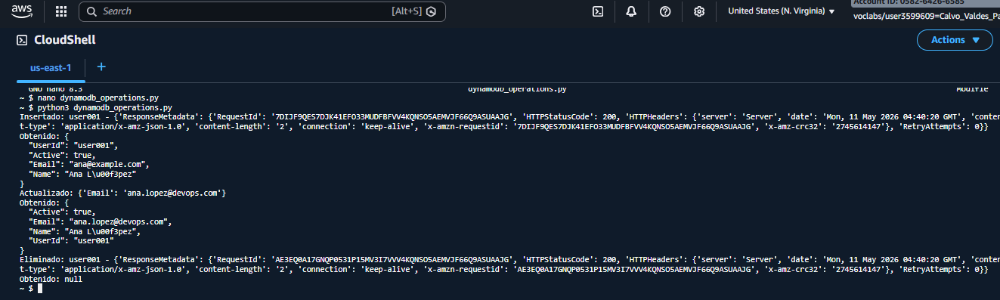 aws
Search
[Alt+S]
United States (N. Virginia)
Account ID: 0582-6426-6585
voclabs/user3599609=Calvo_Valdes_Pa
CloudShell
Actions
us-east-1
+
GNU nano 8.3 dynamodb_operations.py Modifie
~ $ nano dynamodb_operations.py
~ $ python3 dynamodb_operations.py
Insertado: user001 - {'ResponseMetadata': {'RequestId': '7DIJF9QES7DJK41EFO33MUDFBFVV4KQNSO5AEMVJF66Q9ASUAAJG', 'HTTPStatusCode': 200, 'HTTPHeaders': {'server': 'Server', 'date': 'Mon, 11 May 2026 04:40:20 GMT', 'conten
t-type': 'application/x-amz-json-1.0', 'content-length': '2', 'connection': 'keep-alive', 'x-amzn-requestid': '7DIJF9QES7DJK41EFO33MUDFBFVV4KQNSO5AEMVJF66Q9ASUAAJG', 'x-amz-crc32': '2745614147'}, 'RetryAttempts': 0}}
Obtenido: {
  "UserId": "user001",
  "Active": true,
  "Email": "ana@example.com",
  "Name": "Ana L\u00f3pez"
}
Actualizado: {'Email': 'ana.lopez@devops.com'}
Obtenido: {
  "Active": true,
  "Email": "ana.lopez@devops.com",
  "Name": "Ana L\u00f3pez",
  "UserId": "user001"
}
Eliminado: user001 - {'ResponseMetadata': {'RequestId': 'AE3EQ0A17GNQP0531P15MV3I7VVV4KQNSO5AEMVJF66Q9ASUAAJG', 'HTTPStatusCode': 200, 'HTTPHeaders': {'server': 'Server', 'date': 'Mon, 11 May 2026 04:40:20 GMT', 'conten
t-type': 'application/x-amz-json-1.0', 'content-length': '2', 'connection': 'keep-alive', 'x-amzn-requestid': 'AE3EQ0A17GNQP0531P15MV3I7VVV4KQNSO5AEMVJF66Q9ASUAAJG', 'x-amz-crc32': '2745614147'}, 'RetryAttempts': 0}}
Obtenido: null
~ $